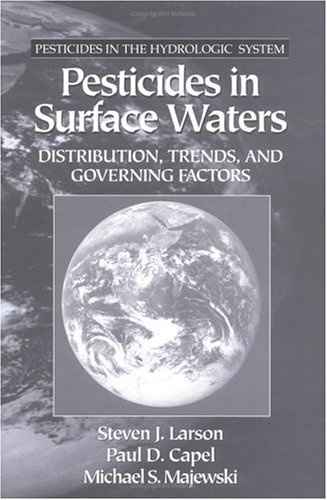 PESTICIDES IN THE HYDROLOGIC SYSTEM
Pesticides in
Surface Waters
DISTRIBUTION, TRENDS, AND
GOVERNING FACTORS
Steven J. Larson
Paul D. Capel
Michael S. Majewski